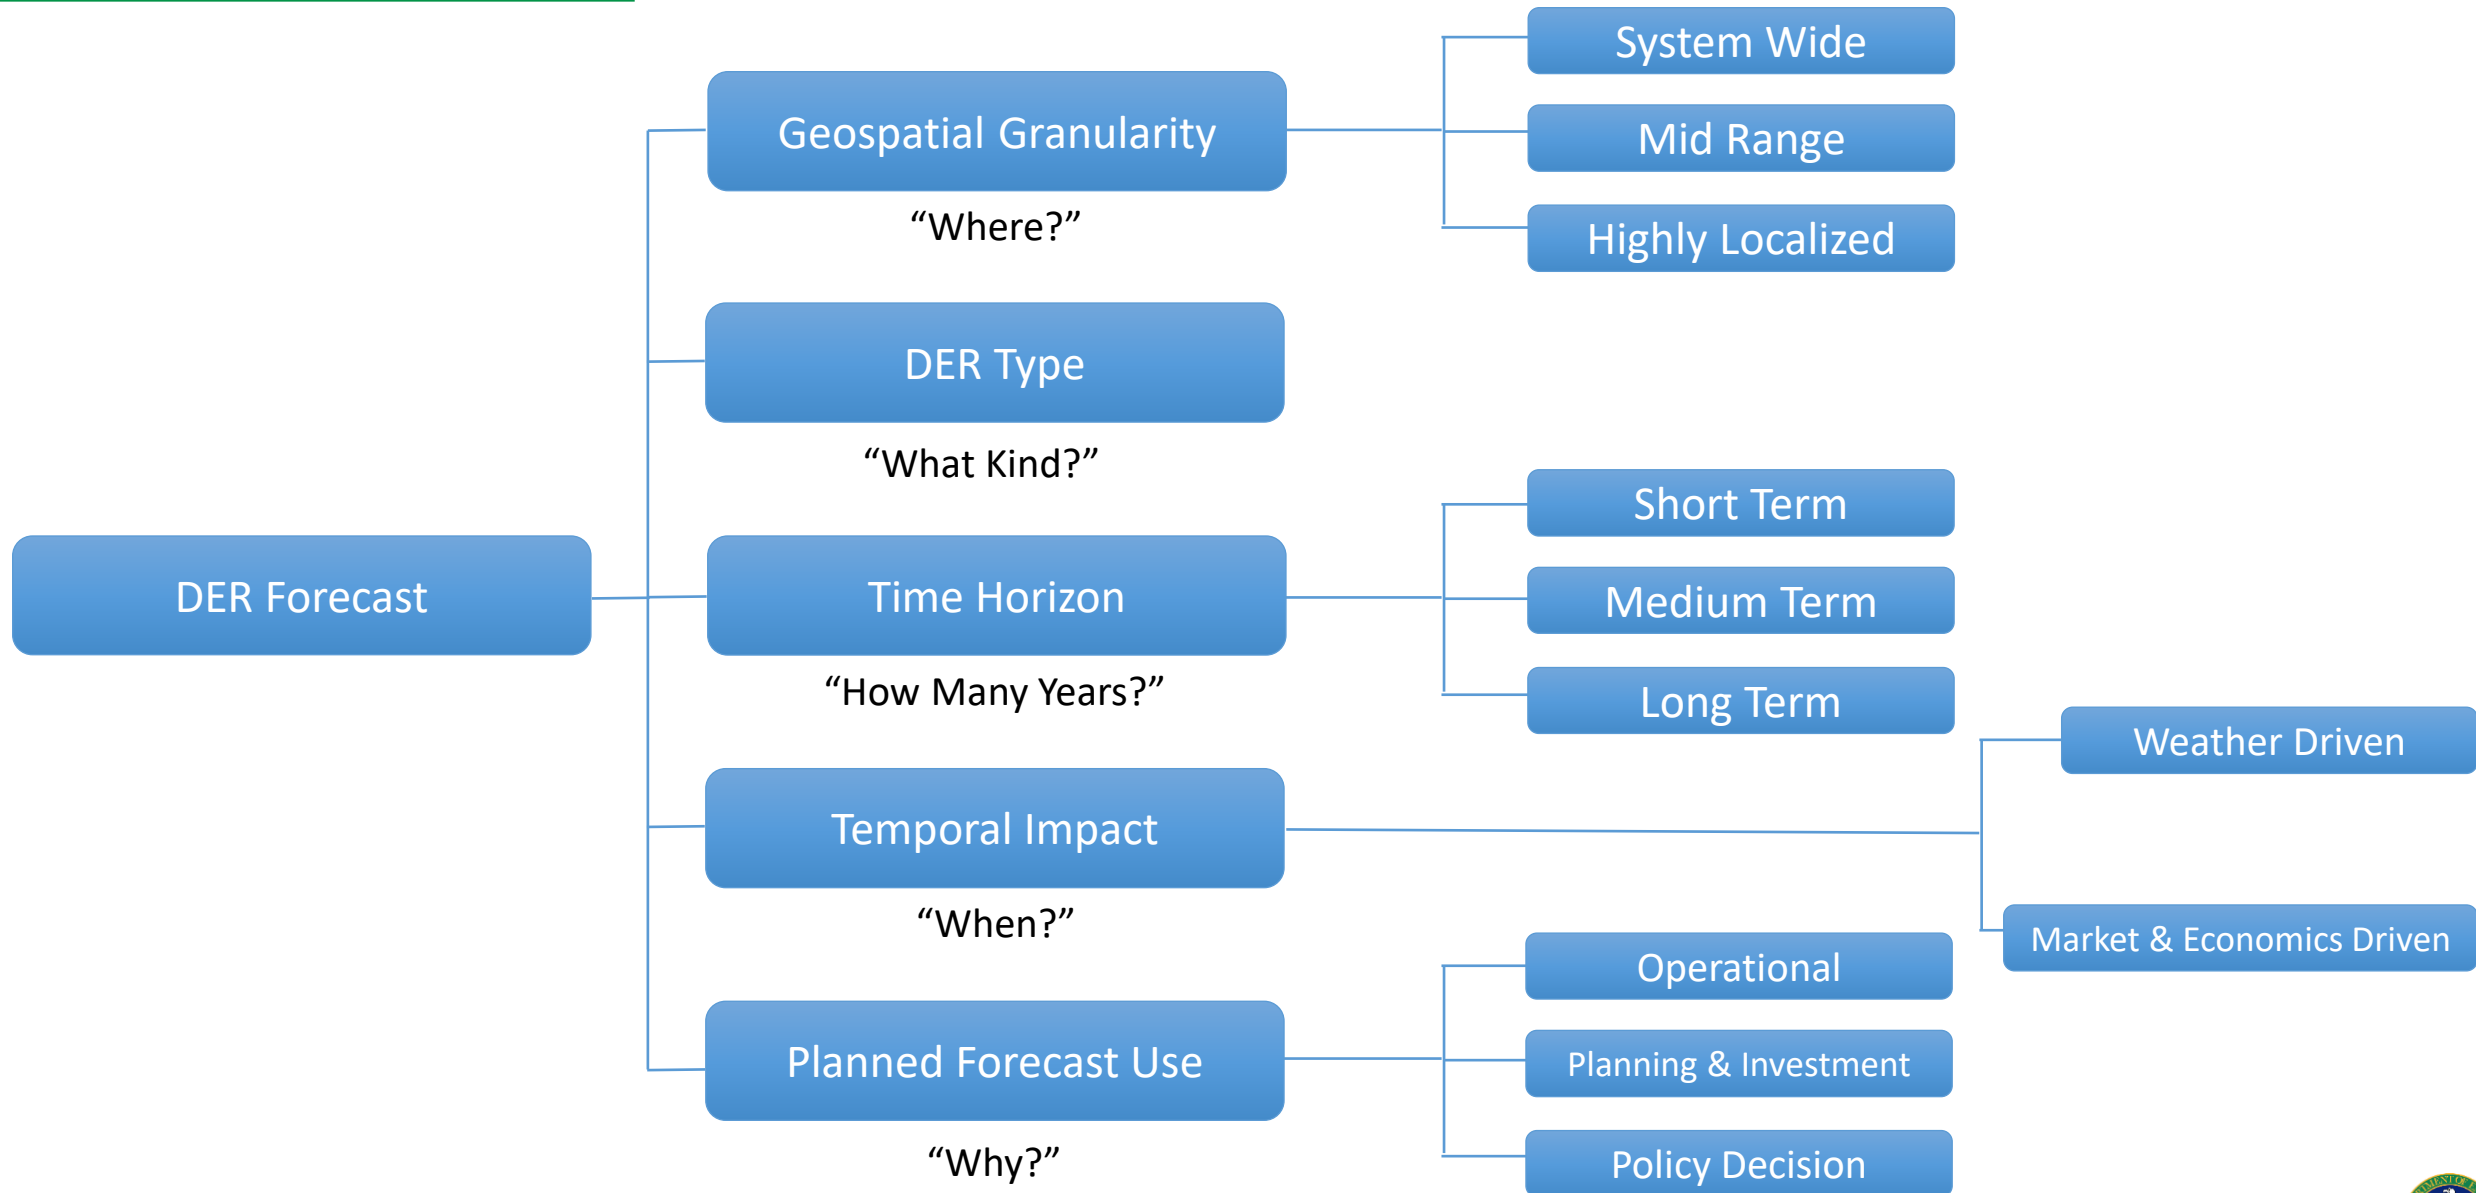 System Wide
Geospatial Granularity
Mid Range
“Where?”
Highly Localized
DER Type
“What Kind?”
Short Term
DER Forecast
Time Horizon
Medium Term
“How Many Years?”
Long Term
Weather Driven
Temporal Impact
“When?”
Market & Economics Driven
Operational
Planned Forecast Use
Planning & Investment
“Why?”
Policy Decision